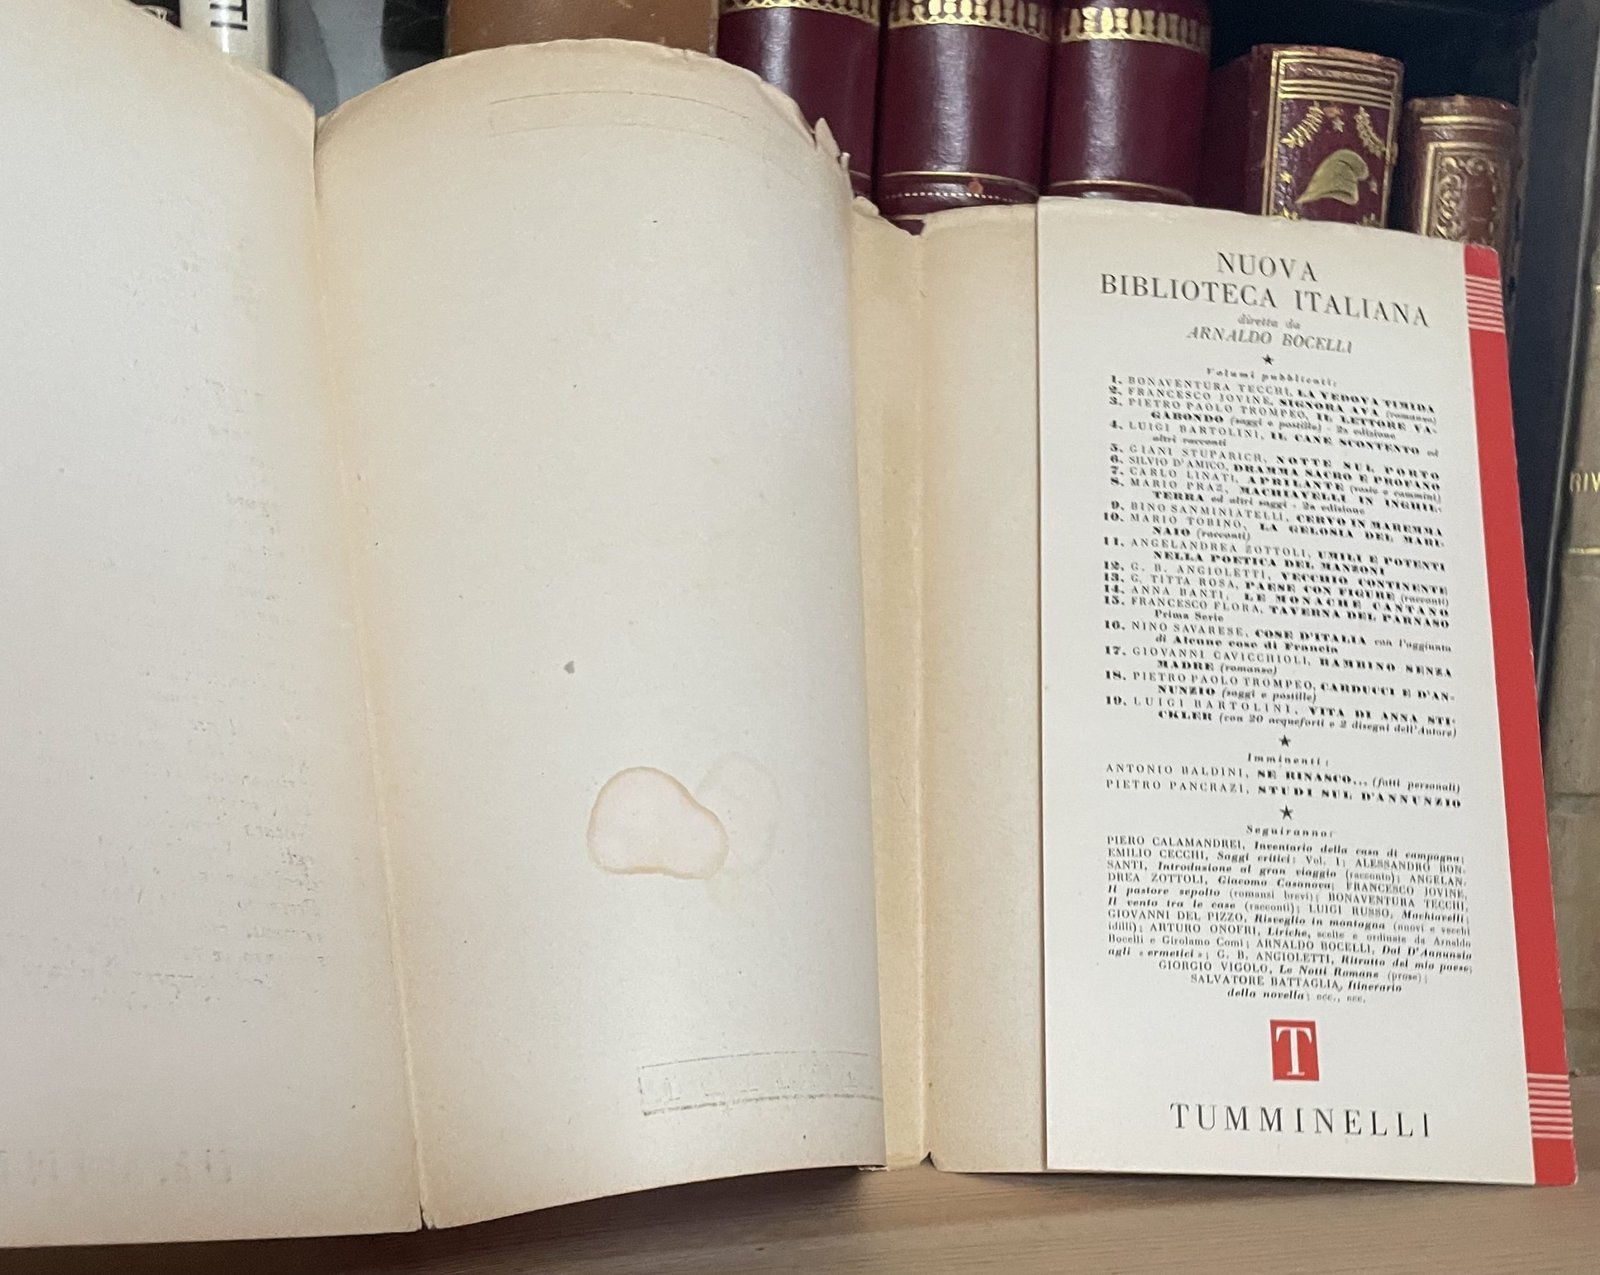 TI
NUOVA
BIBLIOTECA ITALIANA
diretta da
ARNALDO BOCELLI
★
Volumi pubblicati:
1. BONAVENTURA TECCHI, LA VEDOVA TIMIDA
2. FRANCESCO JOVINE, SIGNORA AVA (romanzo)
3. PIETRO PAOLO TROMPEO, IL LETTORE VA-
GABONDO (saggi e postille) - 2a edizione
4. LUIGI BARTOLINI, IL CANE SCONTENTO ed
altri racconti
5. GIANI STUPARICH, NOTTE SUL PORTO
6. SILVIO D'AMICO, DRAMMA SACRO E PROFANO
7. CARLO LINATI, APRILANTE (soste e cammini)
8. MARIO PRAZ, MACHIAVELLI IN INGHIL-
TERRA ed altri saggi - 2a edizione
9. BINO SANMINIATELLI, CERVO IN MAREMMA
10. MARIO TOBINO, LA GELOSIA DEL MARI-
NAIO (racconti)
11. ANGELANDREA ZOTTOLI, UMILI E POTENTI
NELLA POETICA DEL MANZONI
12. G. B. ANGIOLETTI, VECCHIO CONTINENTE
13. G. TITTA ROSA, PAESE CON FIGURE (racconti)
14. ANNA BANTI, LE MONACHE CANTANO
15. FRANCESCO FLORA, TAVERNA DEL PARNASO
Prima Serie
16. NINO SAVARESE, COSE D'ITALIA con l'aggiunta
di Alcune cose di Francia
17. GIOVANNI CAVICCHIOLI, BAMBINO SENZA
MADRE (romanzo)
18. PIETRO PAOLO TROMPEO, CARDUCCI E D'AN-
NUNZIO (saggi e postille)
19. LUIGI BARTOLINI, VITA DI ANNA STI-
CKLER (con 20 acqueforti e 2 disegni dell'Autore)
★
Imminenti:
ANTONIO BALDINI, SE RINASCO... (fatti personali)
PIETRO PANCRAZI, STUDI SUL D'ANNUNZIO
★
Seguiranno:
PIERO CALAMANDREI, Inventario della casa di campagna;
EMILIO CECCHI, Saggi critici: Vol. I; ALESSANDRO BON-
SANTI, Introduzione al gran viaggio (racconto); ANGELAN-
DREA ZOTTOLI, Giacomo Casanova; FRANCESCO JOVINE,
Il pastore sepolto (romanzi brevi); BONAVENTURA TECCHI,
Il vento tra le case (racconti); LUIGI RUSSO, Machiavelli;
GIOVANNI DEL PIZZO, Risveglio in montagna (nuovi e vecchi
idilli); ARTURO ONOFRI, Liriche, scelte e ordinate da Arnaldo
Bocelli e Girolamo Comi; ARNALDO BOCELLI, Dal D'Annunzio
agli « ermetici »; G. B. ANGIOLETTI, Ritratto del mio paese;
GIORGIO VIGOLO, Le Notti Romane (prose);
SALVATORE BATTAGLIA, Itinerario
della novella; ecc., ecc.
T
TUMMINELLI
RIV